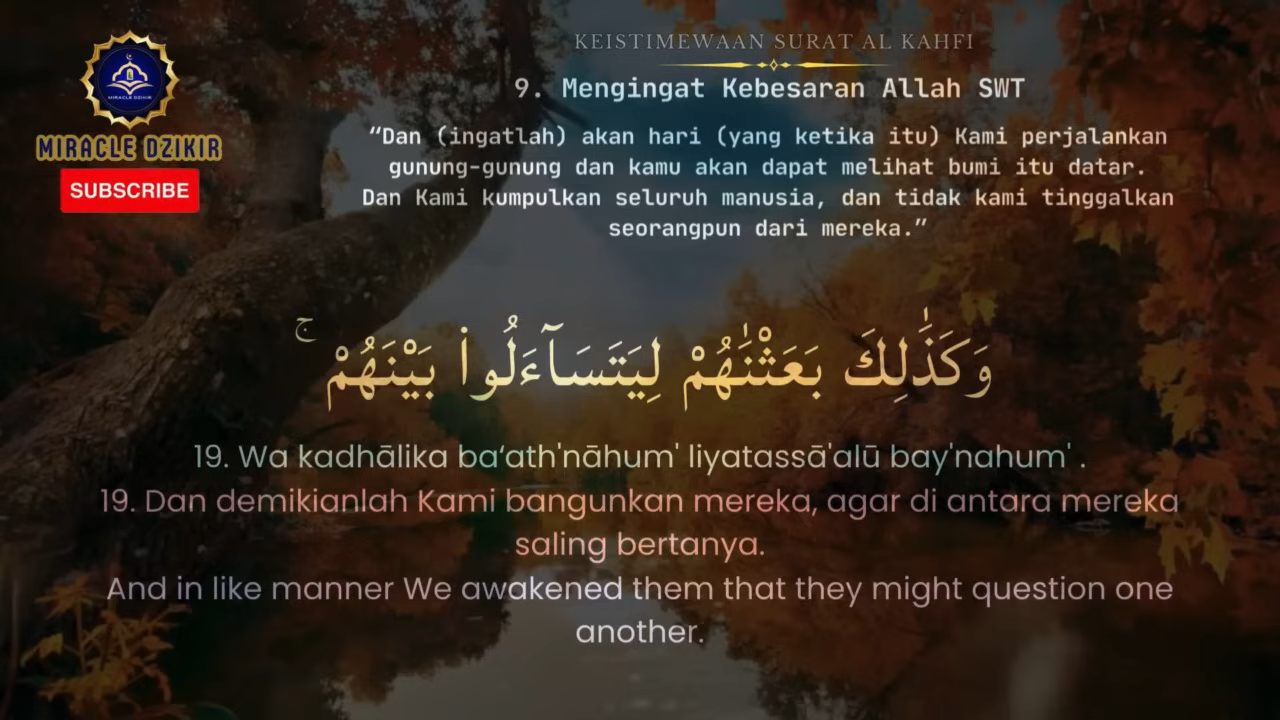 MIRACLE DZIKIR
MIRACLE DZIKIR
SUBSCRIBE
KEISTIMEWAAN SURAT AL KAHFI
9. Mengingat Kebesaran Allah SWT
“Dan (ingatlah) akan hari (yang ketika itu) Kami perjalankan
gunung-gunung dan kamu akan dapat melihat bumi itu datar.
Dan Kami kumpulkan seluruh manusia, dan tidak kami tinggalkan
seorangpun dari mereka.”
وَكَذَٰلِكَ بَعَثْنَٰهُمْ لِيَتَسَآءَلُوا۟ بَيْنَهُمْ ۚ
19. Wa kadhālika ba‘ath'nāhum' liyatassā'alū bay'nahum' .
19. Dan demikianlah Kami bangunkan mereka, agar di antara mereka
saling bertanya.
And in like manner We awakened them that they might question one
another.